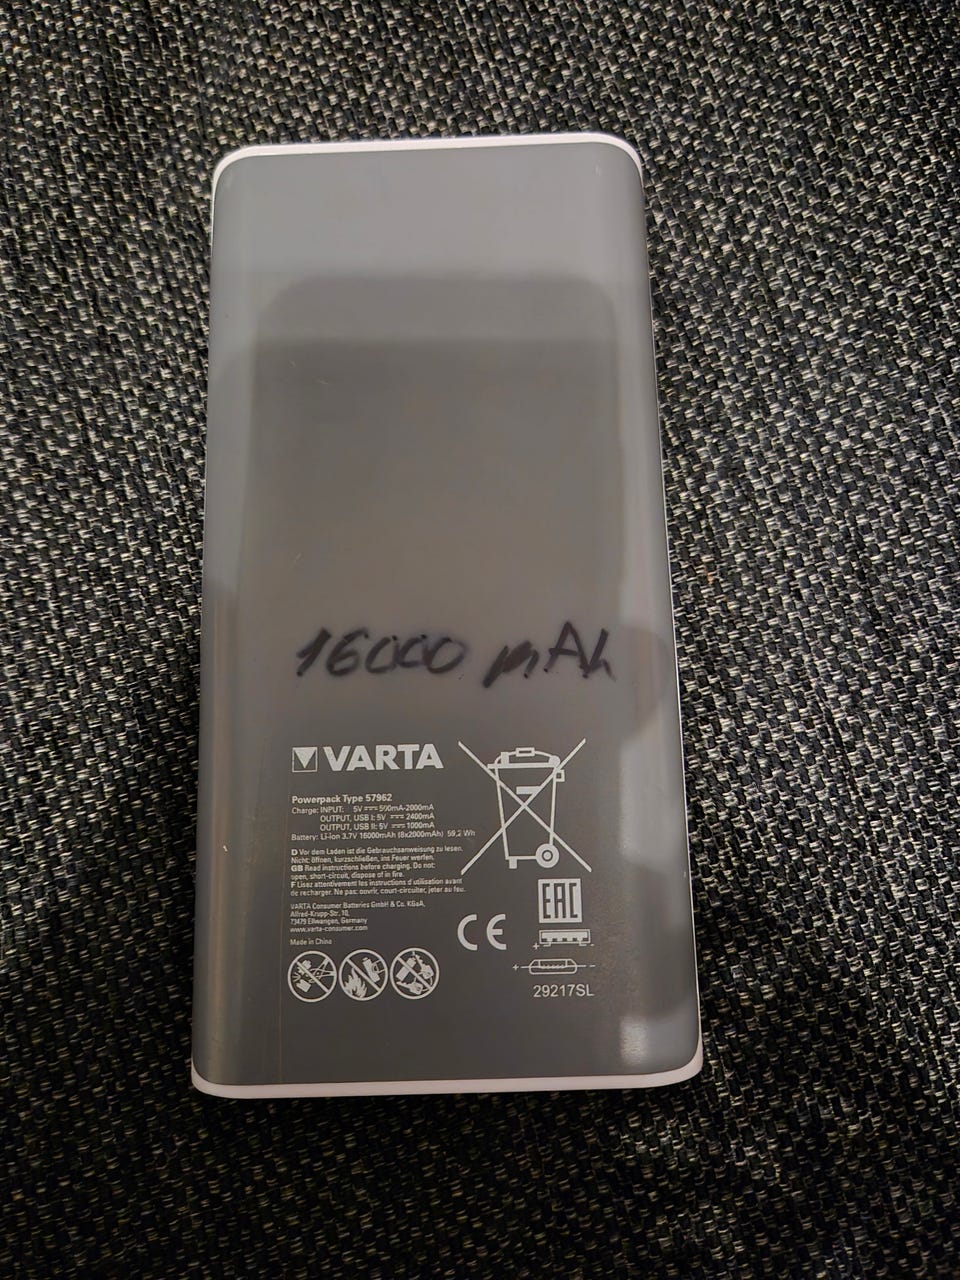 16000 mAh
VARTA
Powerpack Type 57962
Charge: INPUT: 5V ⎓ 500mA-2000mA
OUTPUT, USB I: 5V ⎓ 2400mA
OUTPUT, USB II: 5V ⎓ 1000mA
Battery: Li-Ion 3.7V 16000mAh (8x2000mAh) 59,2 Wh
D Vor dem Laden ist die Gebrauchsanweisung zu lesen.
Nicht: öffnen, kurzschließen, ins Feuer werfen.
GB Read instructions before charging. Do not:
open, short-circuit, dispose of in fire.
F Lisez attentivement les instructions d'utilisation avant
de recharger. Ne pas: ouvrir, court-circuiter, jeter au feu.
VARTA Consumer Batteries GmbH & Co. KGaA,
Alfred-Krupp-Str. 10,
73479 Ellwangen, Germany
www.varta-consumer.com
Made in China
EAC
CE
+ -
+ -
29217SL